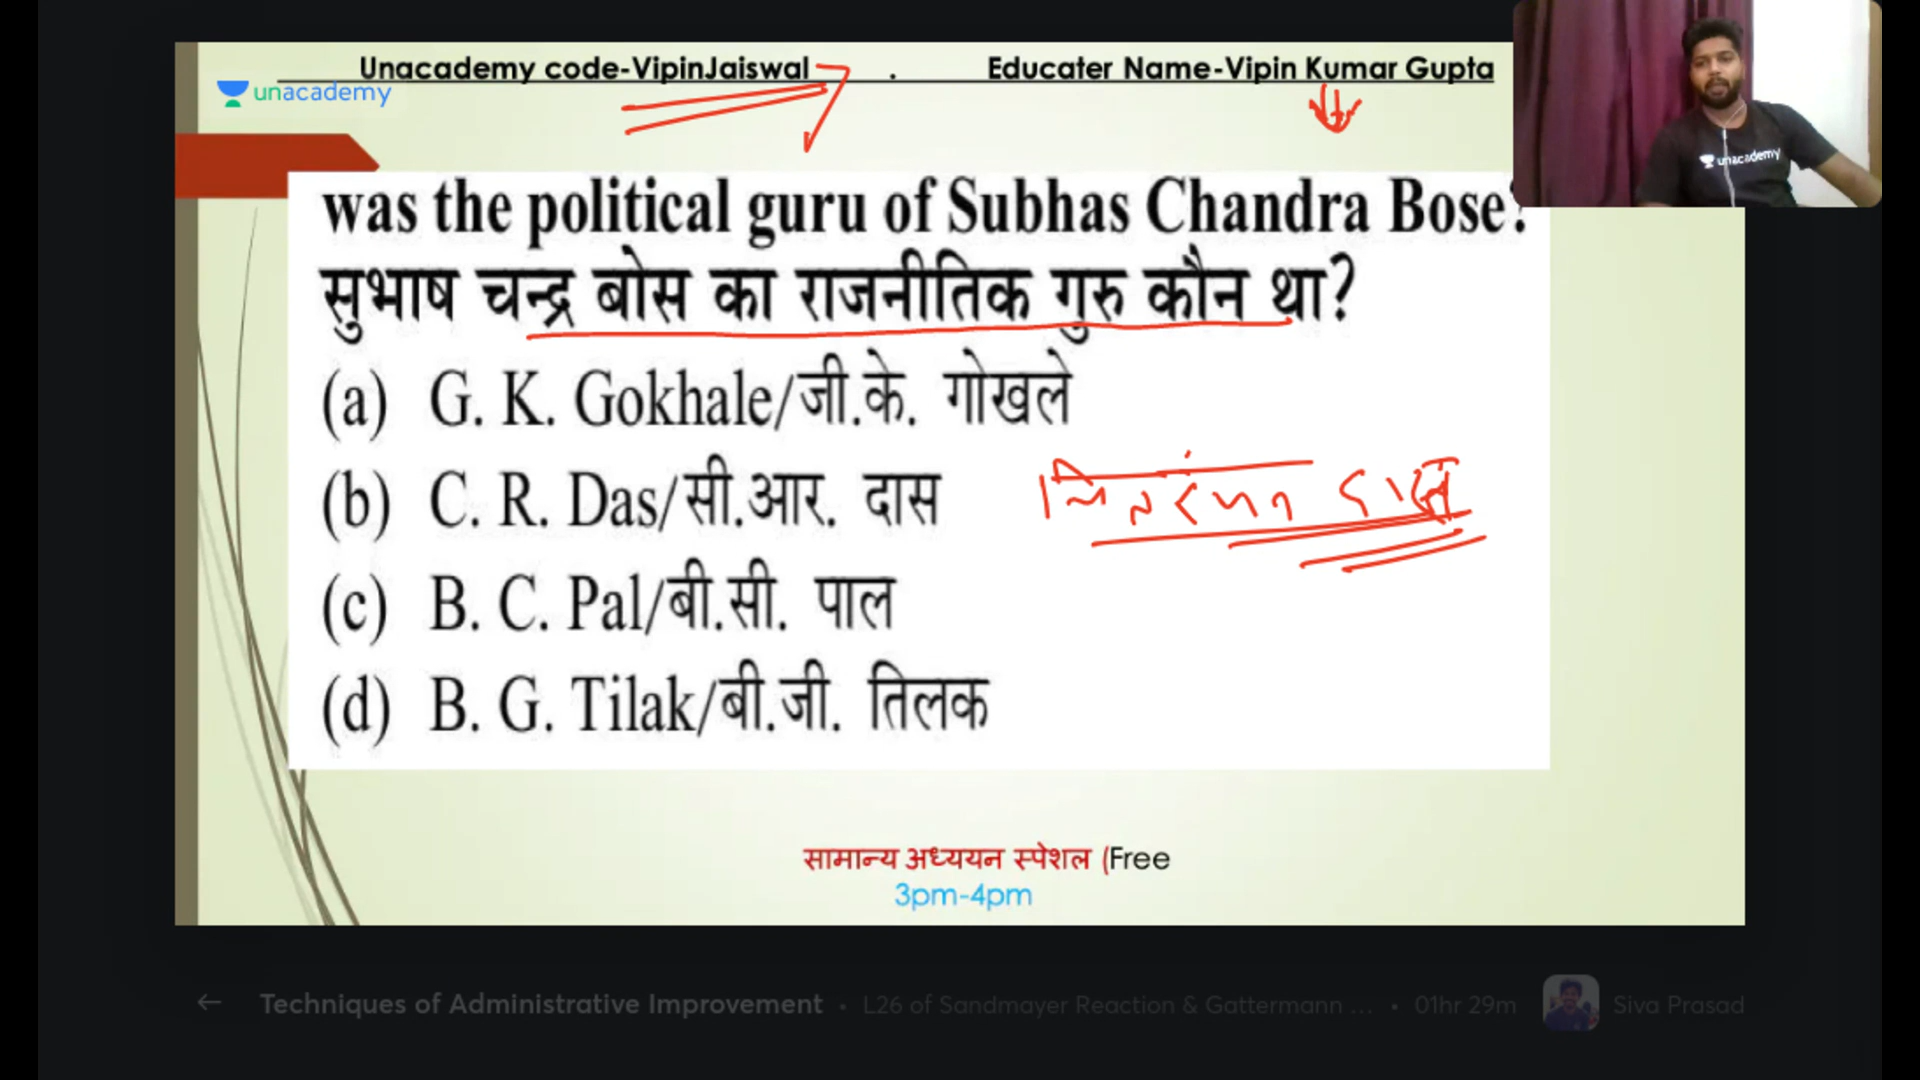 Unacademy code-VipinJaiswal . Educater Name-Vipin Kumar Gupta
unacademy
unacademy
was the political guru of Subhas Chandra Bose?
सुभाष चन्द्र बोस का राजनीतिक गुरु कौन था?
(a) G. K. Gokhale/जी.के. गोखले
(b) C. R. Das/सी.आर. दास
(c) B. C. Pal/बी.सी. पाल
(d) B. G. Tilak/बी.जी. तिलक
सामान्य अध्ययन स्पेशल (Free
3pm-4pm
← Techniques of Administrative Improvement • L26 of Sandmayer Reaction & Gattermann ... • 01hr 29m Siva Prasad